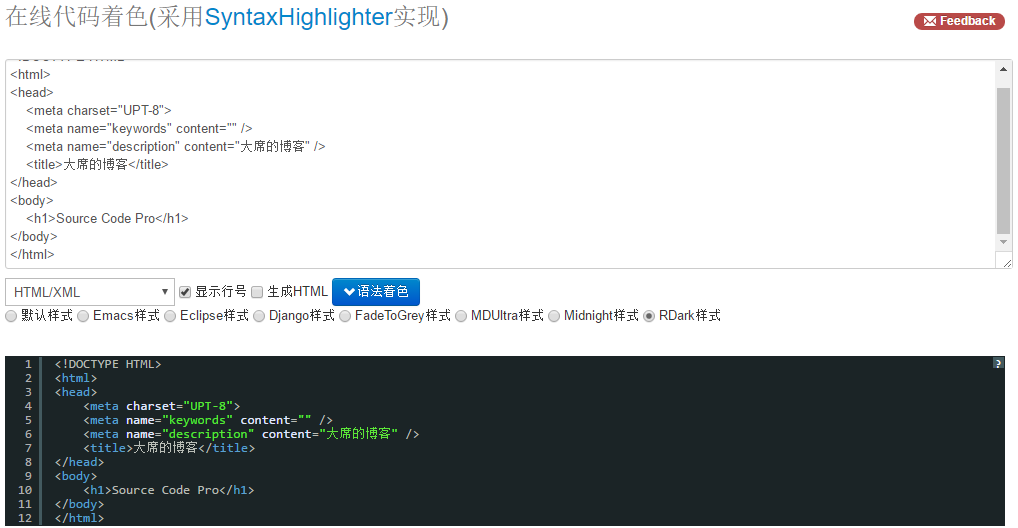 在线代码着色(采用SyntaxHighlighter实现)
Feedback
<html>
<head>
<meta charset="UPT-8">
<meta name="keywords" content="" />
<meta name="description" content="大席的博客" />
<title>大席的博客</title>
</head>
<body>
<h1>Source Code Pro</h1>
</body>
</html>
HTML/XML 显示行号 生成HTML 语法着色
默认样式 Emacs样式 Eclipse样式 Django样式 FadeToGrey样式 MDUltra样式 Midnight样式 RDark样式
1 <!DOCTYPE HTML> ?
2 <html>
3 <head>
4 <meta charset="UPT-8">
5 <meta name="keywords" content="" />
6 <meta name="description" content="大席的博客" />
7 <title>大席的博客</title>
8 </head>
9 <body>
10 <h1>Source Code Pro</h1>
11 </body>
12 </html>